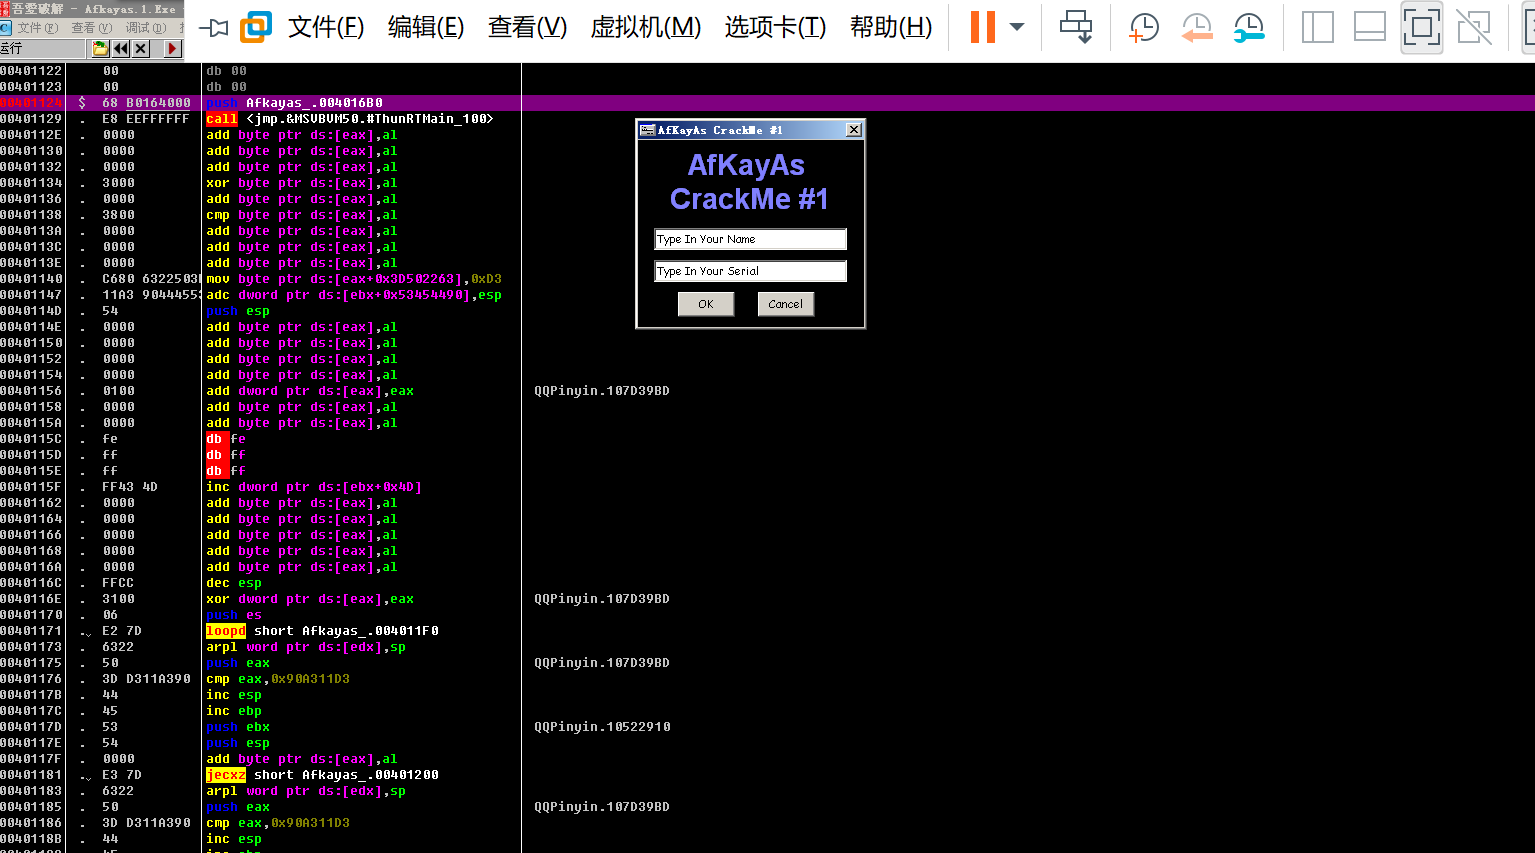 吾爱破解 - Afkayas.1.Exe
文件(F) 查看(V) 调试(D)
运行
文件(F) 编辑(E) 查看(V) 虚拟机(M) 选项卡(T) 帮助(H)
00401122 00 db 00
00401123 00 db 00
00401124 $ 68 B0164000 push Afkayas_.004016B0
00401129 . E8 EEFFFFFF call <jmp.&MSVBVM50.#ThunRTMain_100>
0040112E . 0000 add byte ptr ds:[eax],al
00401130 . 0000 add byte ptr ds:[eax],al
00401132 . 0000 add byte ptr ds:[eax],al
00401134 . 3000 xor byte ptr ds:[eax],al
00401136 . 0000 add byte ptr ds:[eax],al
00401138 . 3800 cmp byte ptr ds:[eax],al
0040113A . 0000 add byte ptr ds:[eax],al
0040113C . 0000 add byte ptr ds:[eax],al
0040113E . 0000 add byte ptr ds:[eax],al
00401140 . C680 6322503D mov byte ptr ds:[eax+0x3D502263],0xD3
00401147 . 11A3 90444553 adc dword ptr ds:[ebx+0x53454490],esp
0040114D . 54 push esp
0040114E . 0000 add byte ptr ds:[eax],al
00401150 . 0000 add byte ptr ds:[eax],al
00401152 . 0000 add byte ptr ds:[eax],al
00401154 . 0000 add byte ptr ds:[eax],al
00401156 . 0100 add dword ptr ds:[eax],eax QQPinyin.107D39BD
00401158 . 0000 add byte ptr ds:[eax],al
0040115A . 0000 add byte ptr ds:[eax],al
0040115C . fe db fe
0040115D . ff db ff
0040115E . ff db ff
0040115F . FF43 4D inc dword ptr ds:[ebx+0x4D]
00401162 . 0000 add byte ptr ds:[eax],al
00401164 . 0000 add byte ptr ds:[eax],al
00401166 . 0000 add byte ptr ds:[eax],al
00401168 . 0000 add byte ptr ds:[eax],al
0040116A . 0000 add byte ptr ds:[eax],al
0040116C . FFCC dec esp
0040116E . 3100 xor dword ptr ds:[eax],eax QQPinyin.107D39BD
00401170 . 06 push es
00401171 . E2 7D loopd short Afkayas_.004011F0
00401173 . 6322 arpl word ptr ds:[edx],sp
00401175 . 50 push eax QQPinyin.107D39BD
00401176 . 3D D311A390 cmp eax,0x90A311D3
0040117B . 44 inc esp
0040117C . 45 inc ebp
0040117D . 53 push ebx QQPinyin.10522910
0040117E . 54 push esp
0040117F . 0000 add byte ptr ds:[eax],al
00401181 . E3 7D jecxz short Afkayas_.00401200
00401183 . 6322 arpl word ptr ds:[edx],sp
00401185 . 50 push eax QQPinyin.107D39BD
00401186 . 3D D311A390 cmp eax,0x90A311D3
0040118B . 44 inc esp
AfKayAs CrackMe #1
AfKayAs
CrackMe #1
Type In Your Name
Type In Your Serial
OK Cancel